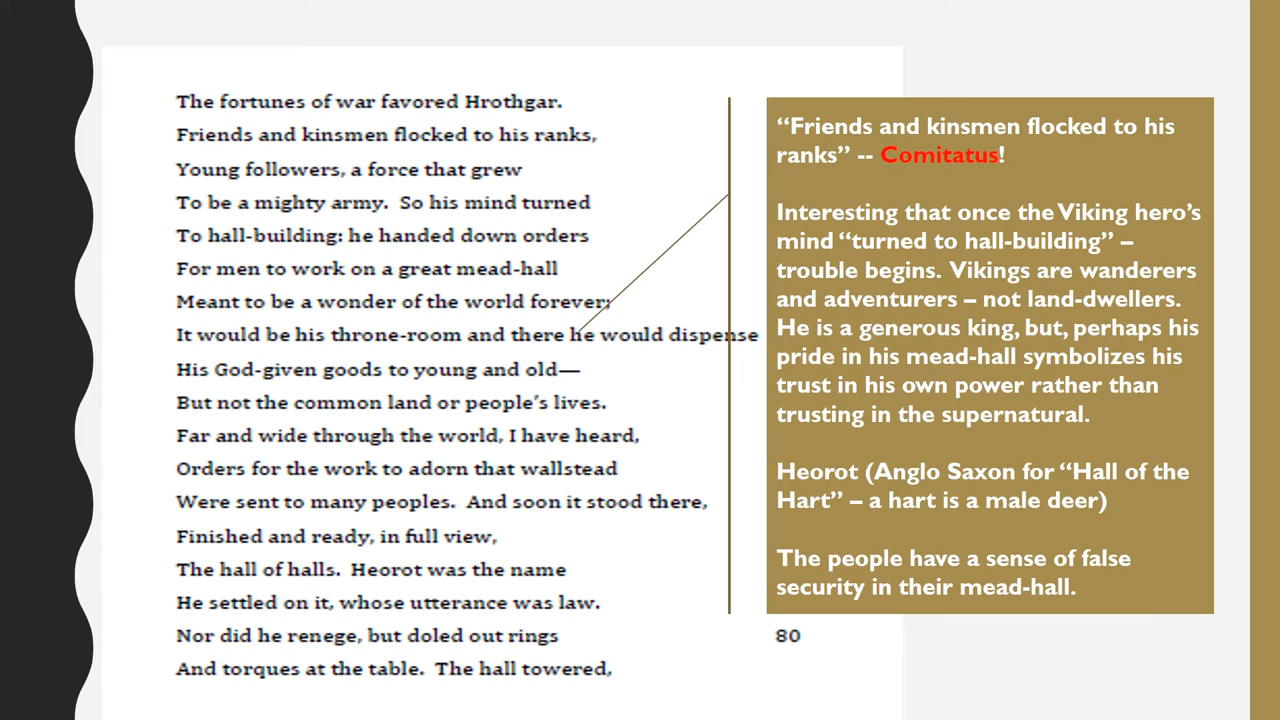 The fortunes of war favored Hrothgar.
Friends and kinsmen flocked to his ranks,
Young followers, a force that grew
To be a mighty army.  So his mind turned
To hall-building: he handed down orders
For men to work on a great mead-hall
Meant to be a wonder of the world forever;
It would be his throne-room and there he would dispense
His God-given goods to young and old—
But not the common land or people's lives.
Far and wide through the world, I have heard,
Orders for the work to adorn that wallstead
Were sent to many peoples.  And soon it stood there,
Finished and ready, in full view,
The hall of halls.  Heorot was the name
He settled on it, whose utterance was law.
Nor did he renege, but doled out rings
80
And torques at the table.  The hall towered,
“Friends and kinsmen flocked to his
ranks” -- Comitatus!
Interesting that once the Viking hero's
mind “turned to hall-building” –
trouble begins.  Vikings are wanderers
and adventurers – not land-dwellers.
He is a generous king, but, perhaps his
pride in his mead-hall symbolizes his
trust in his own power rather than
trusting in the supernatural.
Heorot (Anglo Saxon for “Hall of the
Hart” – a hart is a male deer)
The people have a sense of false
security in their mead-hall.